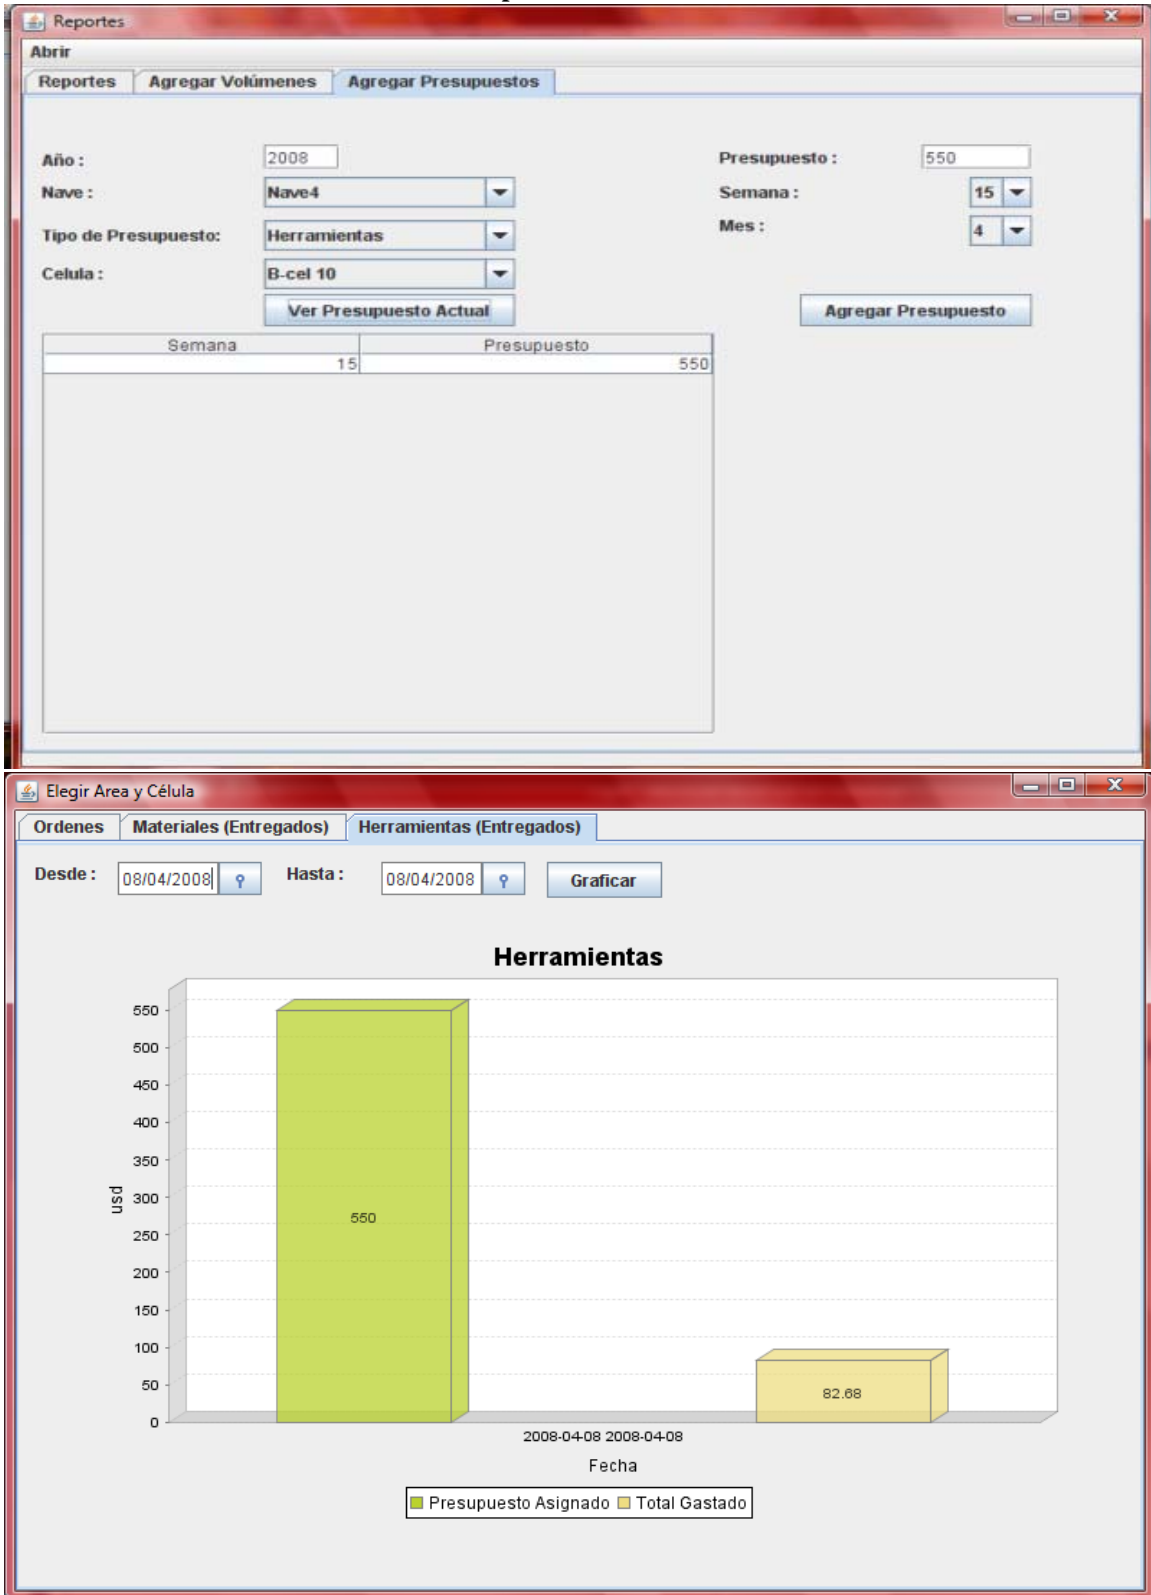 Reportes
Abrir
Reportes Agregar Volúmenes Agregar Presupuestos
Año : 2008 Presupuesto : 550
Nave : Nave4 Semana : 15
Tipo de Presupuesto: Herramientas Mes : 4
Celula : B-cel 10
Ver Presupuesto Actual Agregar Presupuesto
Semana Presupuesto
15 550
Elegir Area y Célula
Ordenes Materiales (Entregados) Herramientas (Entregados)
Desde : 08/04/2008 Hasta : 08/04/2008 Graficar
Herramientas
550
500
450
400
350
300
250
200
150
100
50
0
usd
550
82.68
2008-04-08 2008-04-08
Fecha
Presupuesto Asignado Total Gastado